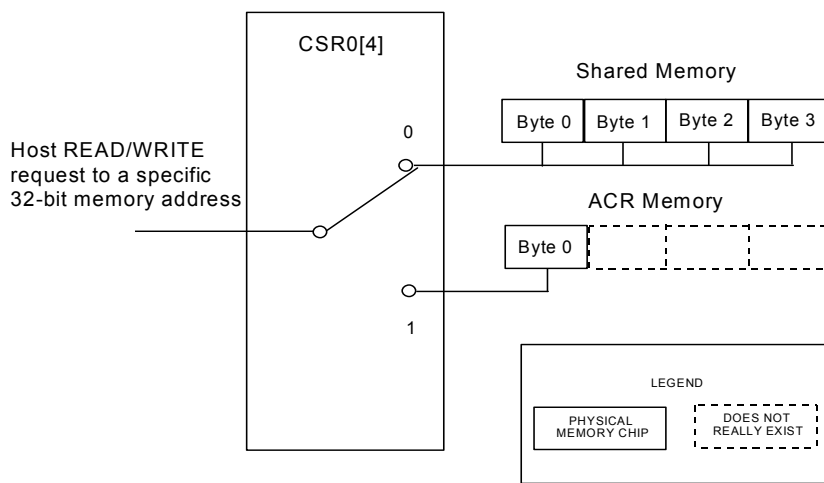 CSR0[4]
Shared Memory
Byte 0 Byte 1 Byte 2 Byte 3
0
Host READ/WRITE
request to a specific
32-bit memory address
ACR Memory
Byte 0
1
LEGEND
PHYSICAL
MEMORY CHIP
DOES NOT
REALLY EXIST